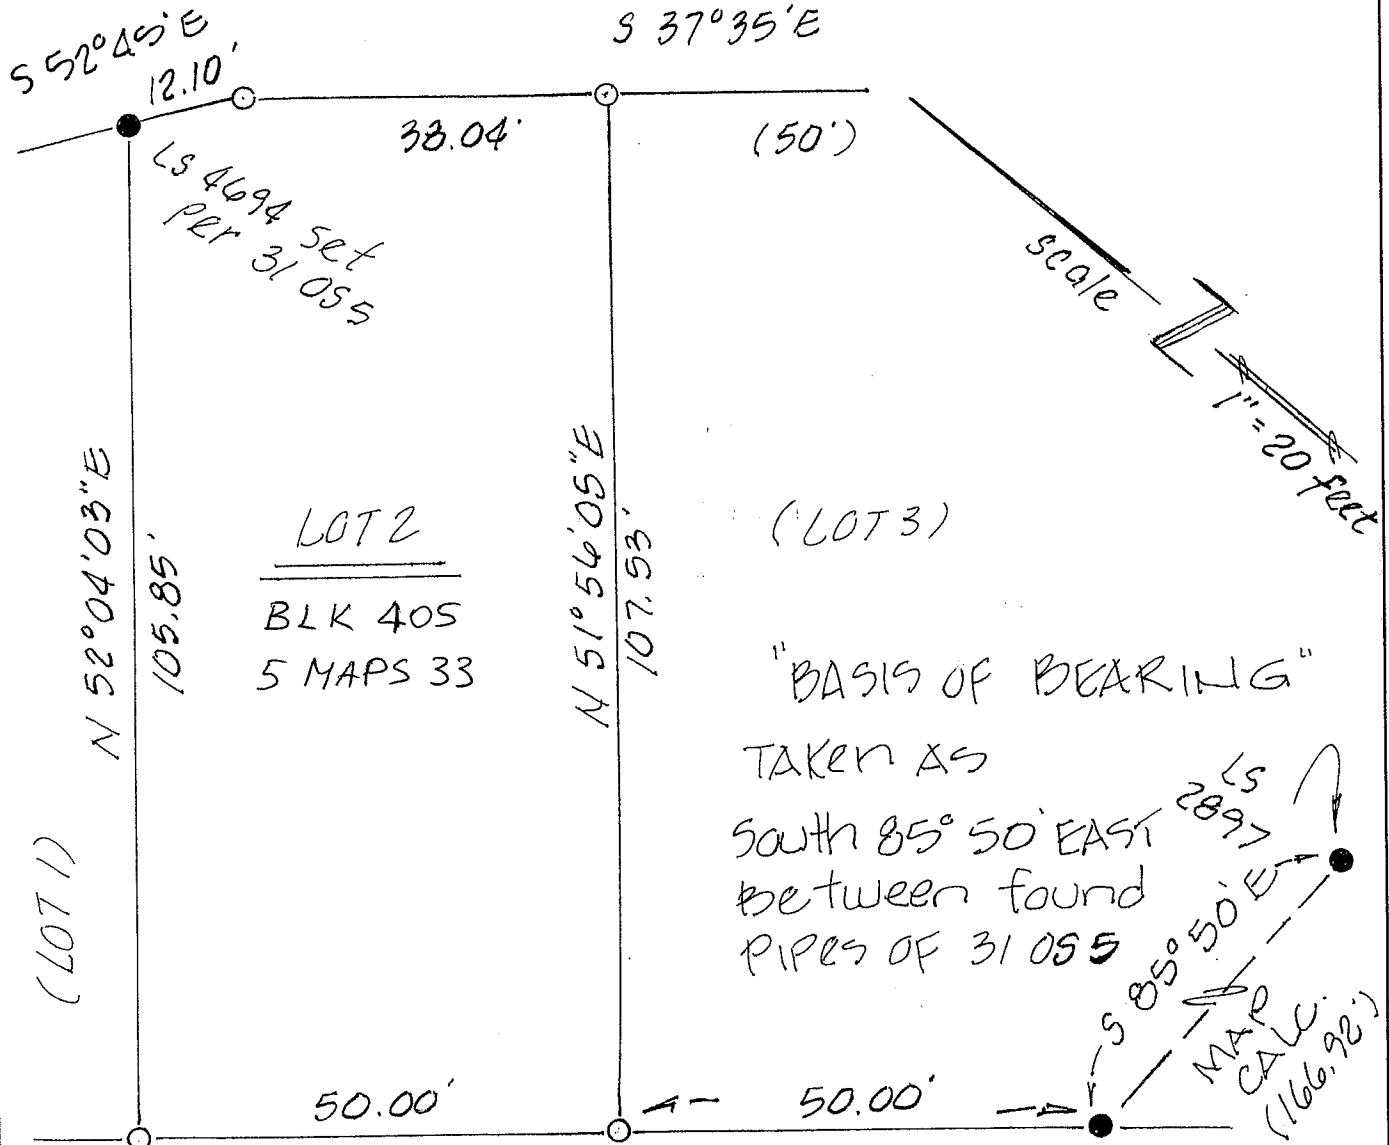 S 52°45'E
12.10'
S 37°35'E
38.04'
(50')
LS 4694 set
per 31 OS 5
scale
1" = 20 feet
N 52°04'03"E
105.85'
LOT 2
BLK 405
5 MAPS 33
N 51°56'05"E
107.53'
(LOT 3)
"BASIS OF BEARING"
TAKEN AS
South 85° 50' EAST
Between found
PIPES OF 31 OS 5
LS
2897
S 85° 50' E
MAP
CALC.
(166.92')
(LOT 1)
50.00'
50.00'